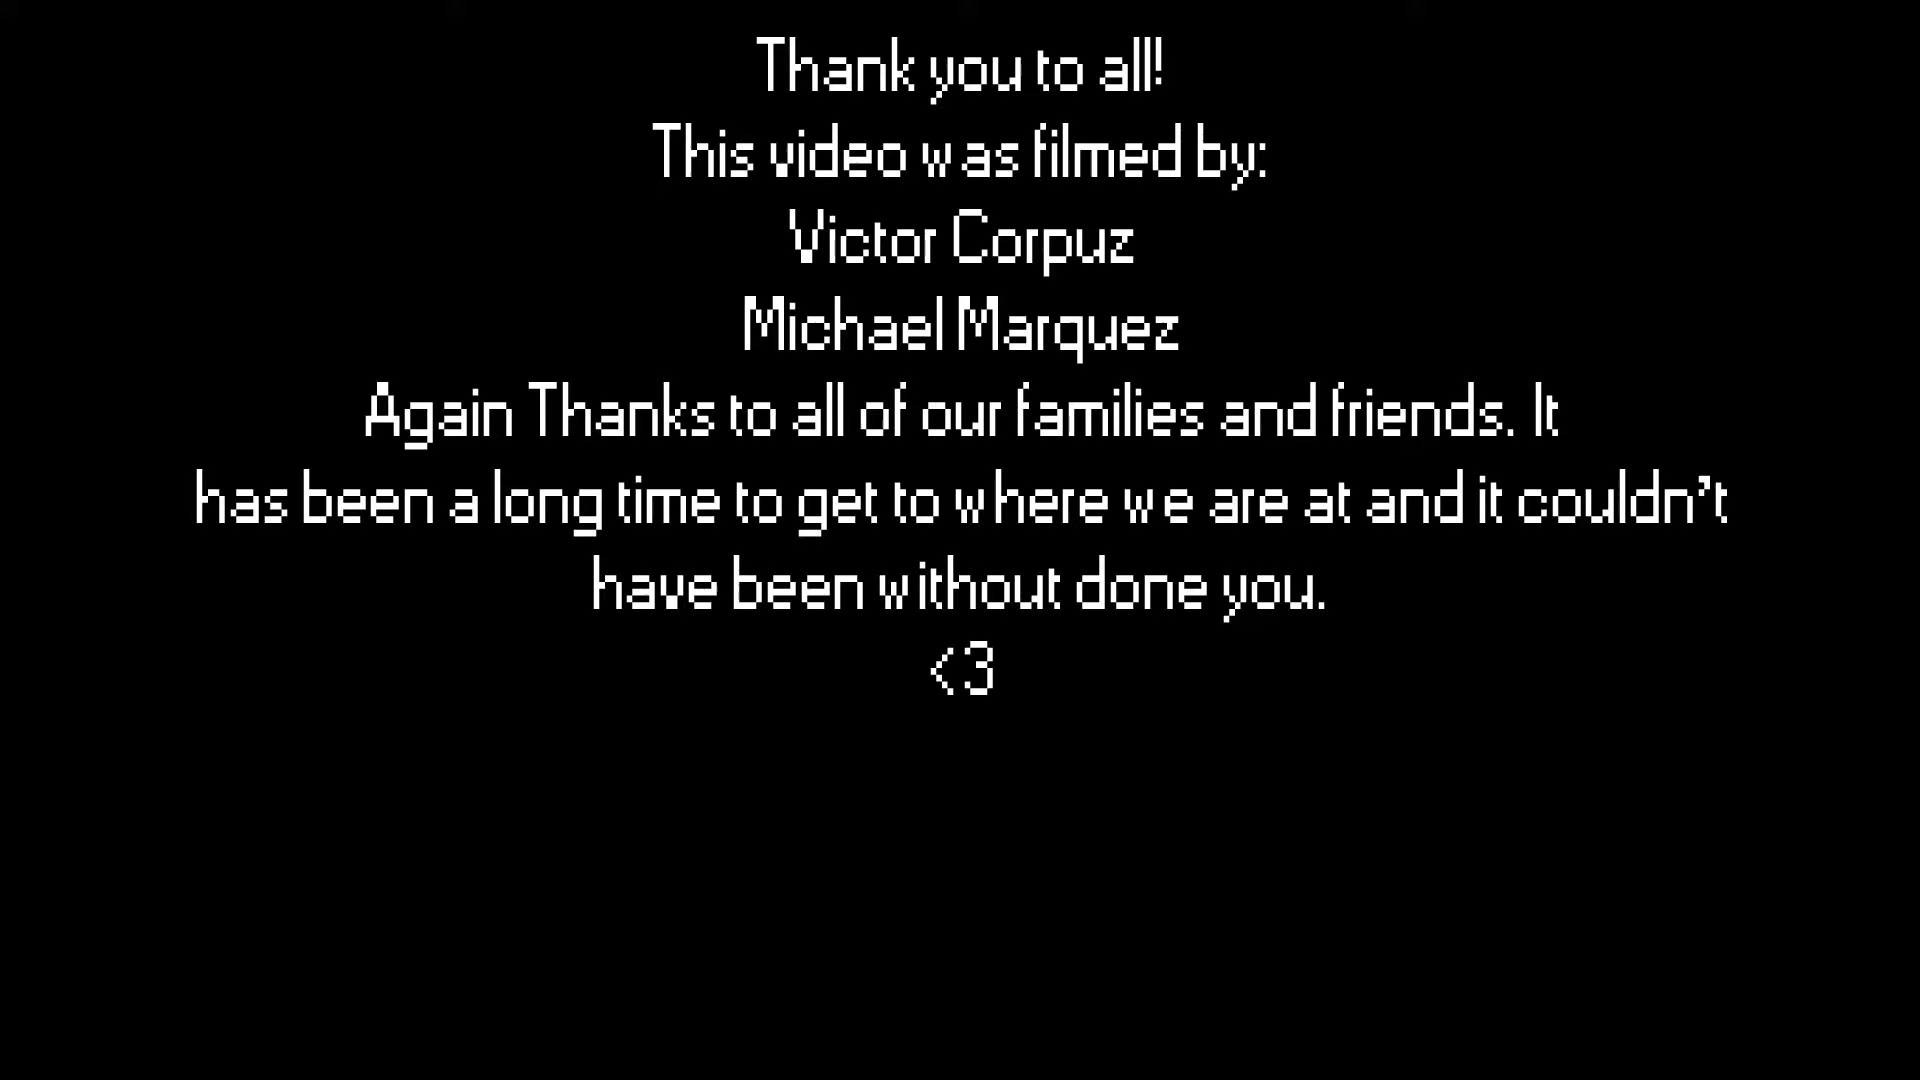 Thank you to all!
This video was filmed by:
Victor Corpuz
Michael Marquez
Again Thanks to all of our families and friends. It
has been a long time to get to where we are at and it couldn't
have been without done you.
<3